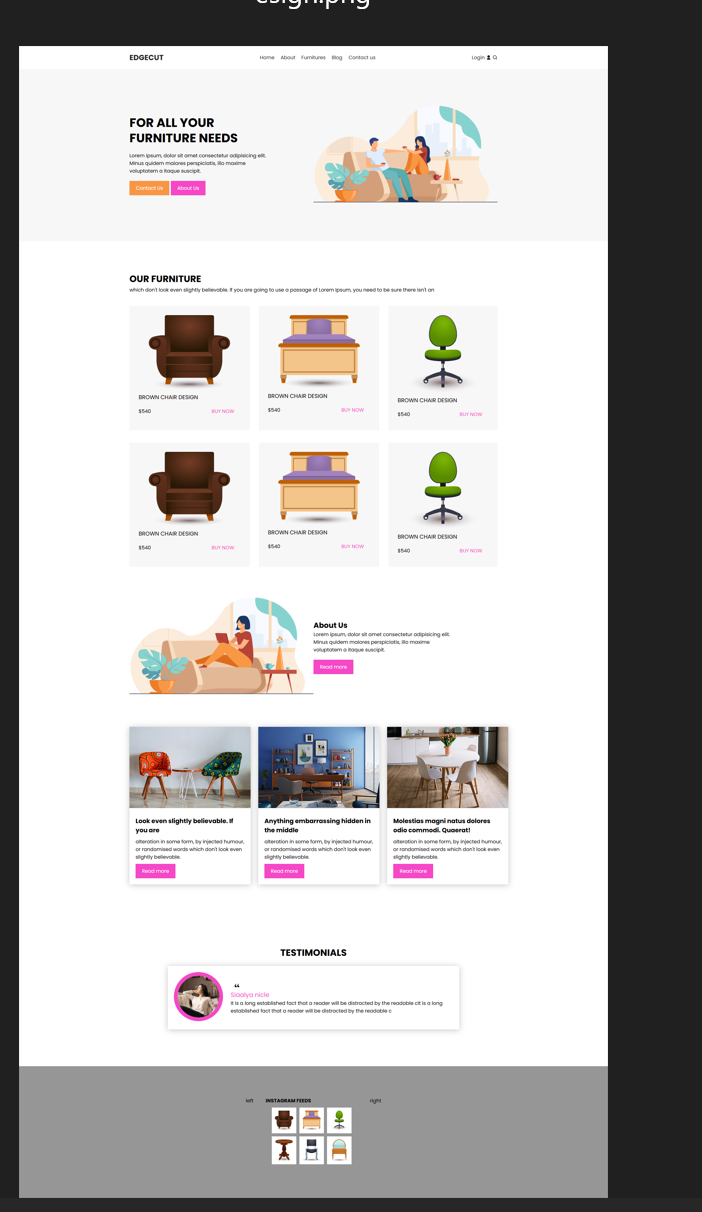 esign.png
EDGECUT
Home About Furnitures Blog Contact us
Login
FOR ALL YOUR
FURNITURE NEEDS
Lorem ipsum, dolor sit amet consectetur adipisicing elit.
Minus quidem maiores perspiciatis, illo maxime
voluptatem a itaque suscipit.
Contact Us About Us
OUR FURNITURE
which don't look even slightly believable. If you are going to use a passage of Lorem Ipsum, you need to be sure there isn't an
BROWN CHAIR DESIGN
$540 BUY NOW
BROWN CHAIR DESIGN
$540 BUY NOW
BROWN CHAIR DESIGN
$540 BUY NOW
BROWN CHAIR DESIGN
$540 BUY NOW
BROWN CHAIR DESIGN
$540 BUY NOW
BROWN CHAIR DESIGN
$540 BUY NOW
About Us
Lorem ipsum, dolor sit amet consectetur adipisicing elit.
Minus quidem maiores perspiciatis, illo maxime
voluptatem a itaque suscipit.
Read more
Look even slightly believable. If
you are
alteration in some form, by injected humour,
or randomised words which don't look even
slightly believable.
Read more
Anything embarrassing hidden in
the middle
alteration in some form, by injected humour,
or randomised words which don't look even
slightly believable.
Read more
Molestias magni natus dolores
odio commodi. Quaerat!
alteration in some form, by injected humour,
or randomised words which don't look even
slightly believable.
Read more
TESTIMONIALS
“
Siaalya nicle
It is a long established fact that a reader will be distracted by the readable cIt is a long
established fact that a reader will be distracted by the readable c
left INSTAGRAM FEEDS right